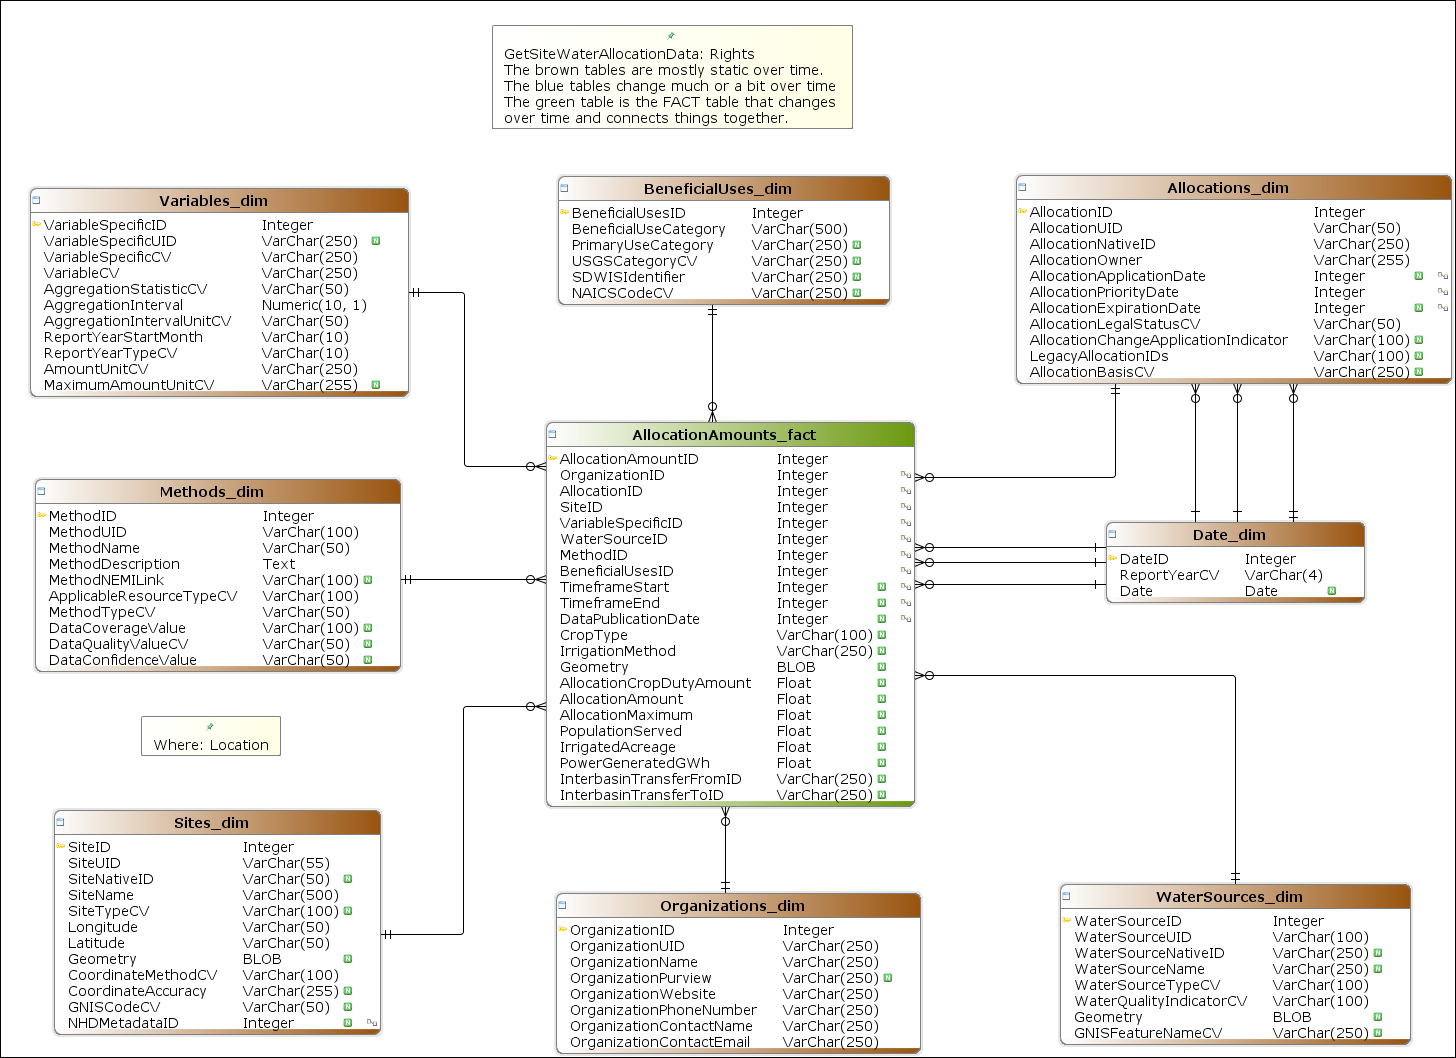 GetSiteWaterAllocationData: Rights
The brown tables are mostly static over time.
The blue tables change much or a bit over time
The green table is the FACT table that changes
over time and connects things together.
Variables_dim
VariableSpecificID Integer
VariableSpecificUID VarChar(250) N
VariableSpecificCV VarChar(250)
VariableCV VarChar(250)
AggregationStatisticCV VarChar(50)
AggregationInterval Numeric(10, 1)
AggregationIntervalUnitCV VarChar(50)
ReportYearStartMonth VarChar(10)
ReportYearTypeCV VarChar(10)
AmountUnitCV VarChar(250)
MaximumAmountUnitCV VarChar(255) N
BeneficialUses_dim
BeneficialUsesID Integer
BeneficialUseCategory VarChar(500)
PrimaryUseCategory VarChar(250) N
USGSCategoryCV VarChar(250) N
SDWISIdentifier VarChar(250) N
NAICSCodeCV VarChar(250) N
Allocations_dim
AllocationID Integer
AllocationUID VarChar(50)
AllocationNativeID VarChar(250)
AllocationOwner VarChar(255)
AllocationApplicationDate Integer N
AllocationPriorityDate Integer
AllocationExpirationDate Integer N
AllocationLegalStatusCV VarChar(50)
AllocationChangeApplicationIndicator VarChar(100) N
LegacyAllocationIDs VarChar(100) N
AllocationBasisCV VarChar(250) N
Methods_dim
MethodID Integer
MethodUID VarChar(100)
MethodName VarChar(50)
MethodDescription Text
MethodNEMILink VarChar(100) N
ApplicableResourceTypeCV VarChar(100)
MethodTypeCV VarChar(50)
DataCoverageValue VarChar(100) N
DataQualityValueCV VarChar(50) N
DataConfidenceValue VarChar(50) N
AllocationAmounts_fact
AllocationAmountID Integer
OrganizationID Integer
AllocationID Integer
SiteID Integer
VariableSpecificID Integer
WaterSourceID Integer
MethodID Integer
BeneficialUsesID Integer
TimeframeStart Integer N
TimeframeEnd Integer N
DataPublicationDate Integer N
CropType VarChar(100) N
IrrigationMethod VarChar(250) N
Geometry BLOB N
AllocationCropDutyAmount Float N
AllocationAmount Float N
AllocationMaximum Float N
PopulationServed Float N
IrrigatedAcreage Float N
PowerGeneratedGWh Float N
InterbasinTransferFromID VarChar(250) N
InterbasinTransferToID VarChar(250) N
Date_dim
DateID Integer
ReportYearCV VarChar(4)
Date Date N
Where: Location
Sites_dim
SiteID Integer
SiteUID VarChar(55)
SiteNativeID VarChar(50) N
SiteName VarChar(500)
SiteTypeCV VarChar(100) N
Longitude VarChar(50)
Latitude VarChar(50)
Geometry BLOB N
CoordinateMethodCV VarChar(100)
CoordinateAccuracy VarChar(255) N
GNISCodeCV VarChar(50) N
NHDMetadataID Integer N
Organizations_dim
OrganizationID Integer
OrganizationUID VarChar(250)
OrganizationName VarChar(250)
OrganizationPurview VarChar(250) N
OrganizationWebsite VarChar(250)
OrganizationPhoneNumber VarChar(250)
OrganizationContactName VarChar(250)
OrganizationContactEmail VarChar(250)
WaterSources_dim
WaterSourceID Integer
WaterSourceUID VarChar(100)
WaterSourceNativeID VarChar(250) N
WaterSourceName VarChar(250) N
WaterSourceTypeCV VarChar(100)
WaterQualityIndicatorCV VarChar(100)
Geometry BLOB N
GNISFeatureNameCV VarChar(250) N